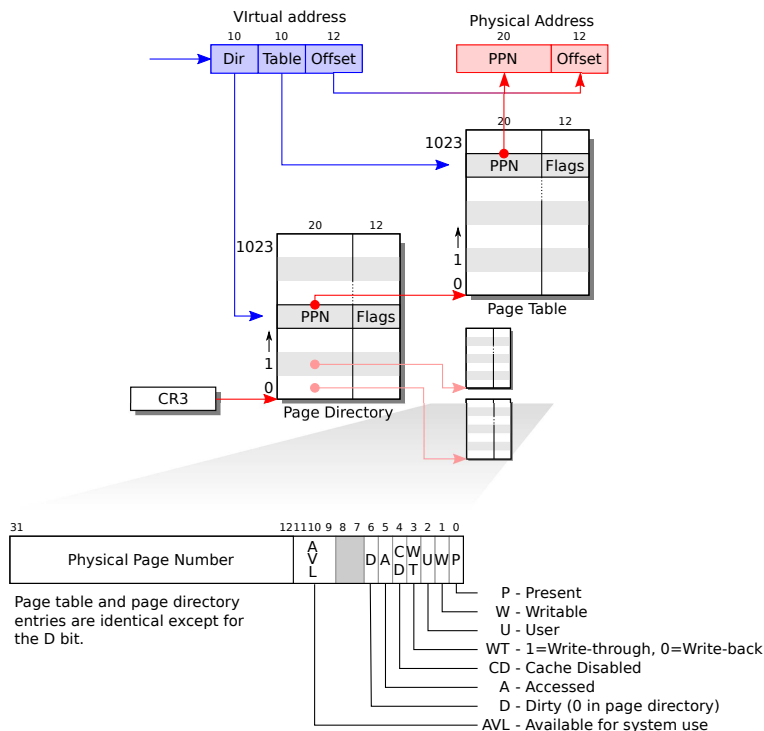 VIrtual address
Physical Address
10 10 12
20 12
Dir Table Offset
PPN Offset
20 12
1023
PPN Flags
1
0
Page Table
20 12
1023
PPN Flags
1
0
CR3
Page Directory
31 12 11 10 9 8 7 6 5 4 3 2 1 0
Physical Page Number AVL D A CD WT U W P
Page table and page directory
entries are identical except for
the D bit.
P - Present
W - Writable
U - User
WT - 1=Write-through, 0=Write-back
CD - Cache Disabled
A - Accessed
D - Dirty (0 in page directory)
AVL - Available for system use